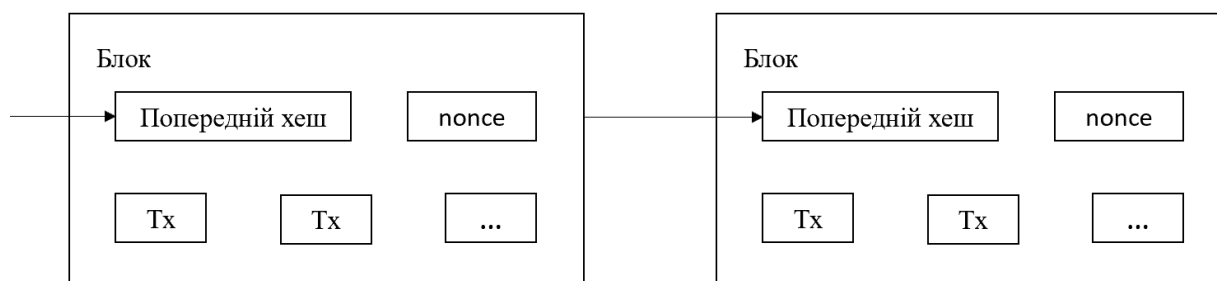 Блок Блок
Попередній хеш nonce Попередній хеш nonce
Tx Tx ... Tx Tx ...